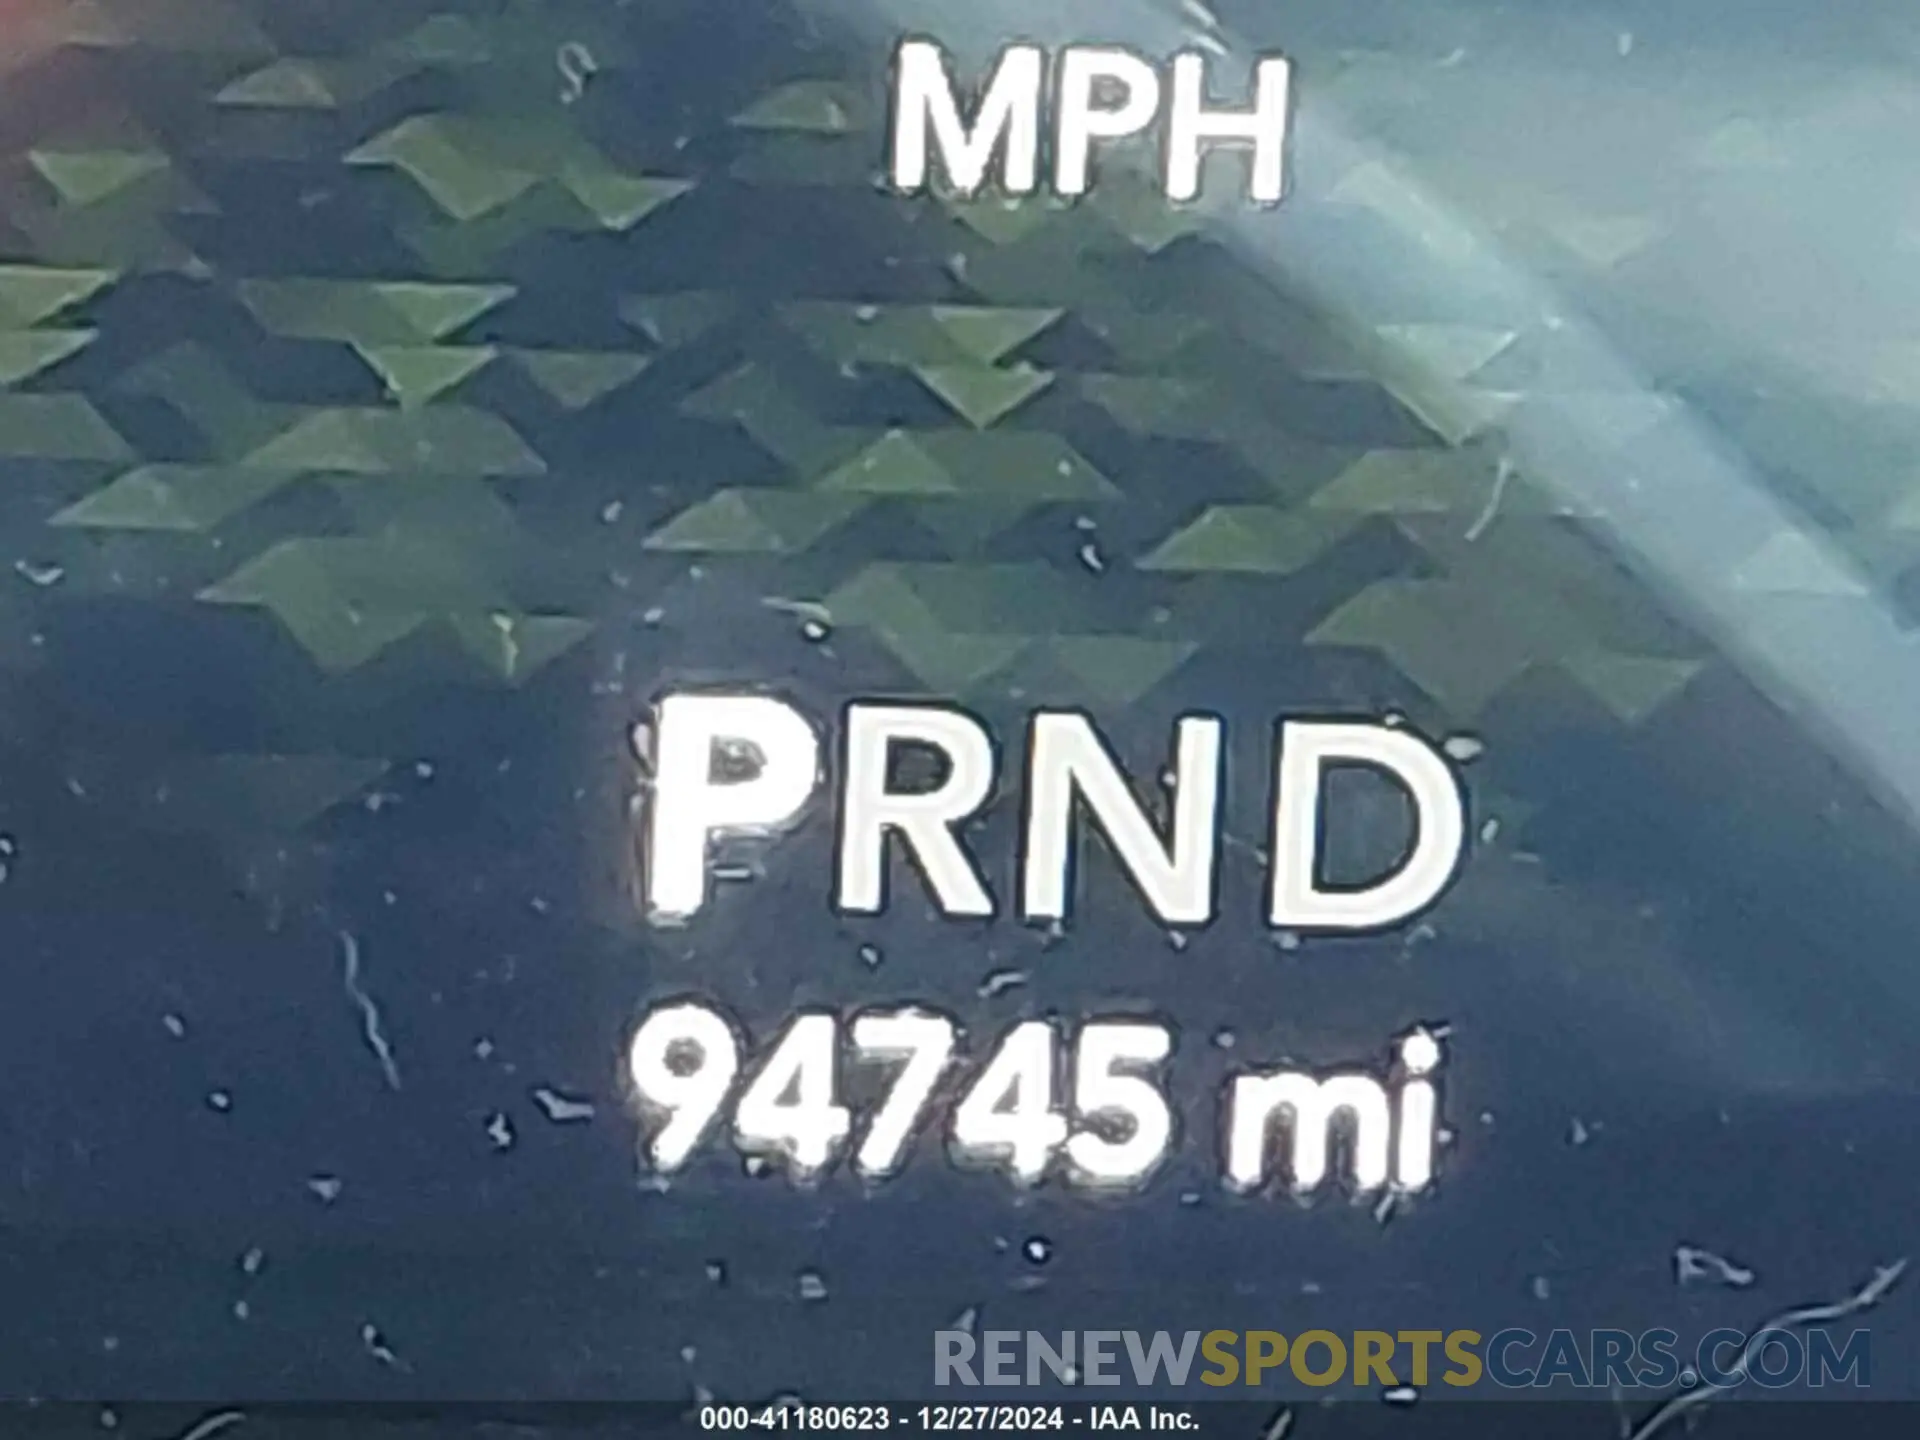 MPH
PRND
94745 mi
RENEWSPORTSCARS.COM
000-41180623 - 12/27/2024 - IAA Inc.